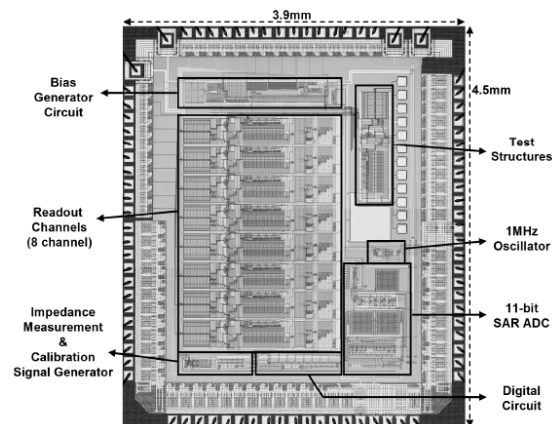 3.9mm
4.5mm
Bias
Generator
Circuit
Test
Structures
Readout
Channels
(8 channel)
1MHz
Oscillator
Impedance
Measurement
&
Calibration
Signal Generator
11-bit
SAR ADC
Digital
Circuit